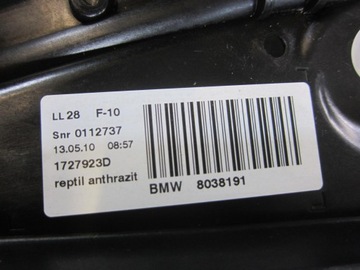 LL 28 F-10
Snr 0112737
13.05.10 08:57
1727923D
reptil anthrazit
BMW 8038191